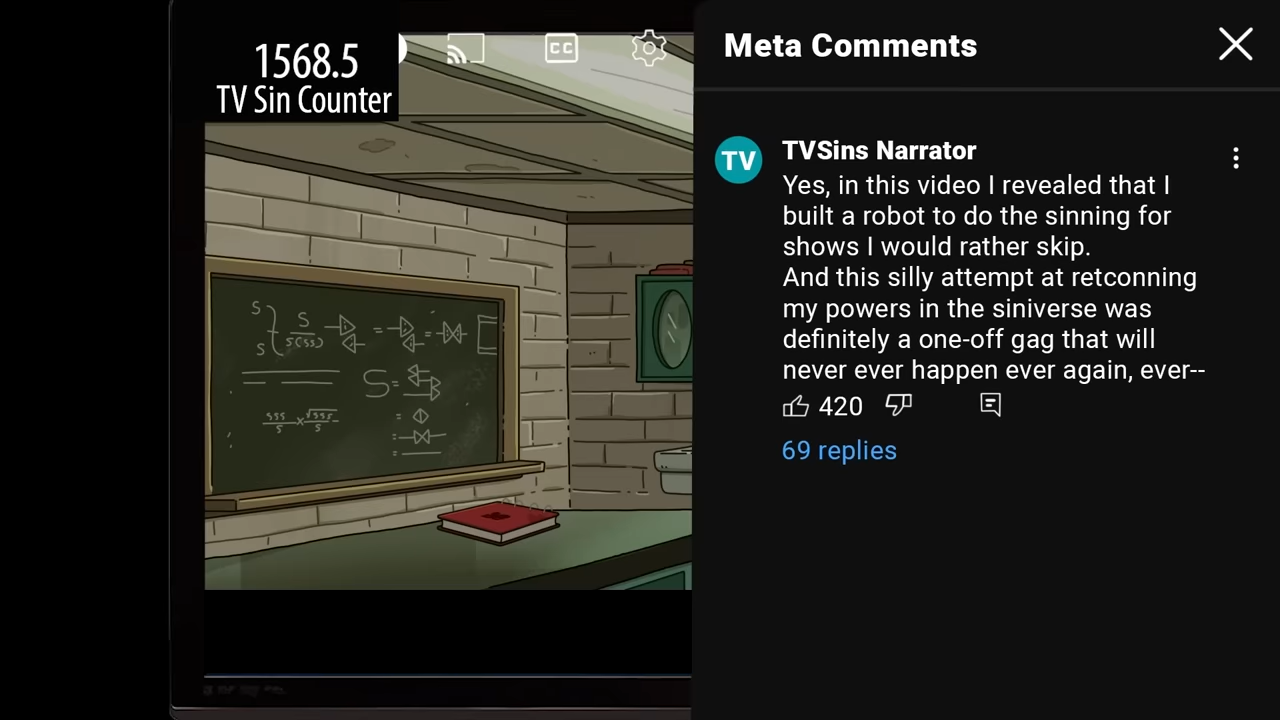 1568.5
TV Sin Counter
CC
Meta Comments
TV
TVSins Narrator
Yes, in this video I revealed that I
built a robot to do the sinning for
shows I would rather skip.
And this silly attempt at retconning
my powers in the siniverse was
definitely a one-off gag that will
never ever happen ever again, ever--
420
69 replies